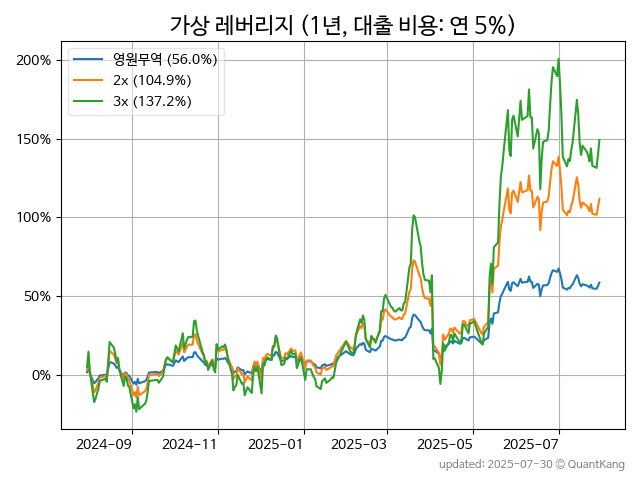 가상 레버리지 (1년, 대출 비용: 연 5%)
영원무역 (56.0%)
2x (104.9%)
3x (137.2%)
200%
150%
100%
50%
0%
2024-09 2024-11 2025-01 2025-03 2025-05 2025-07
updated: 2025-07-30 © QuantKang